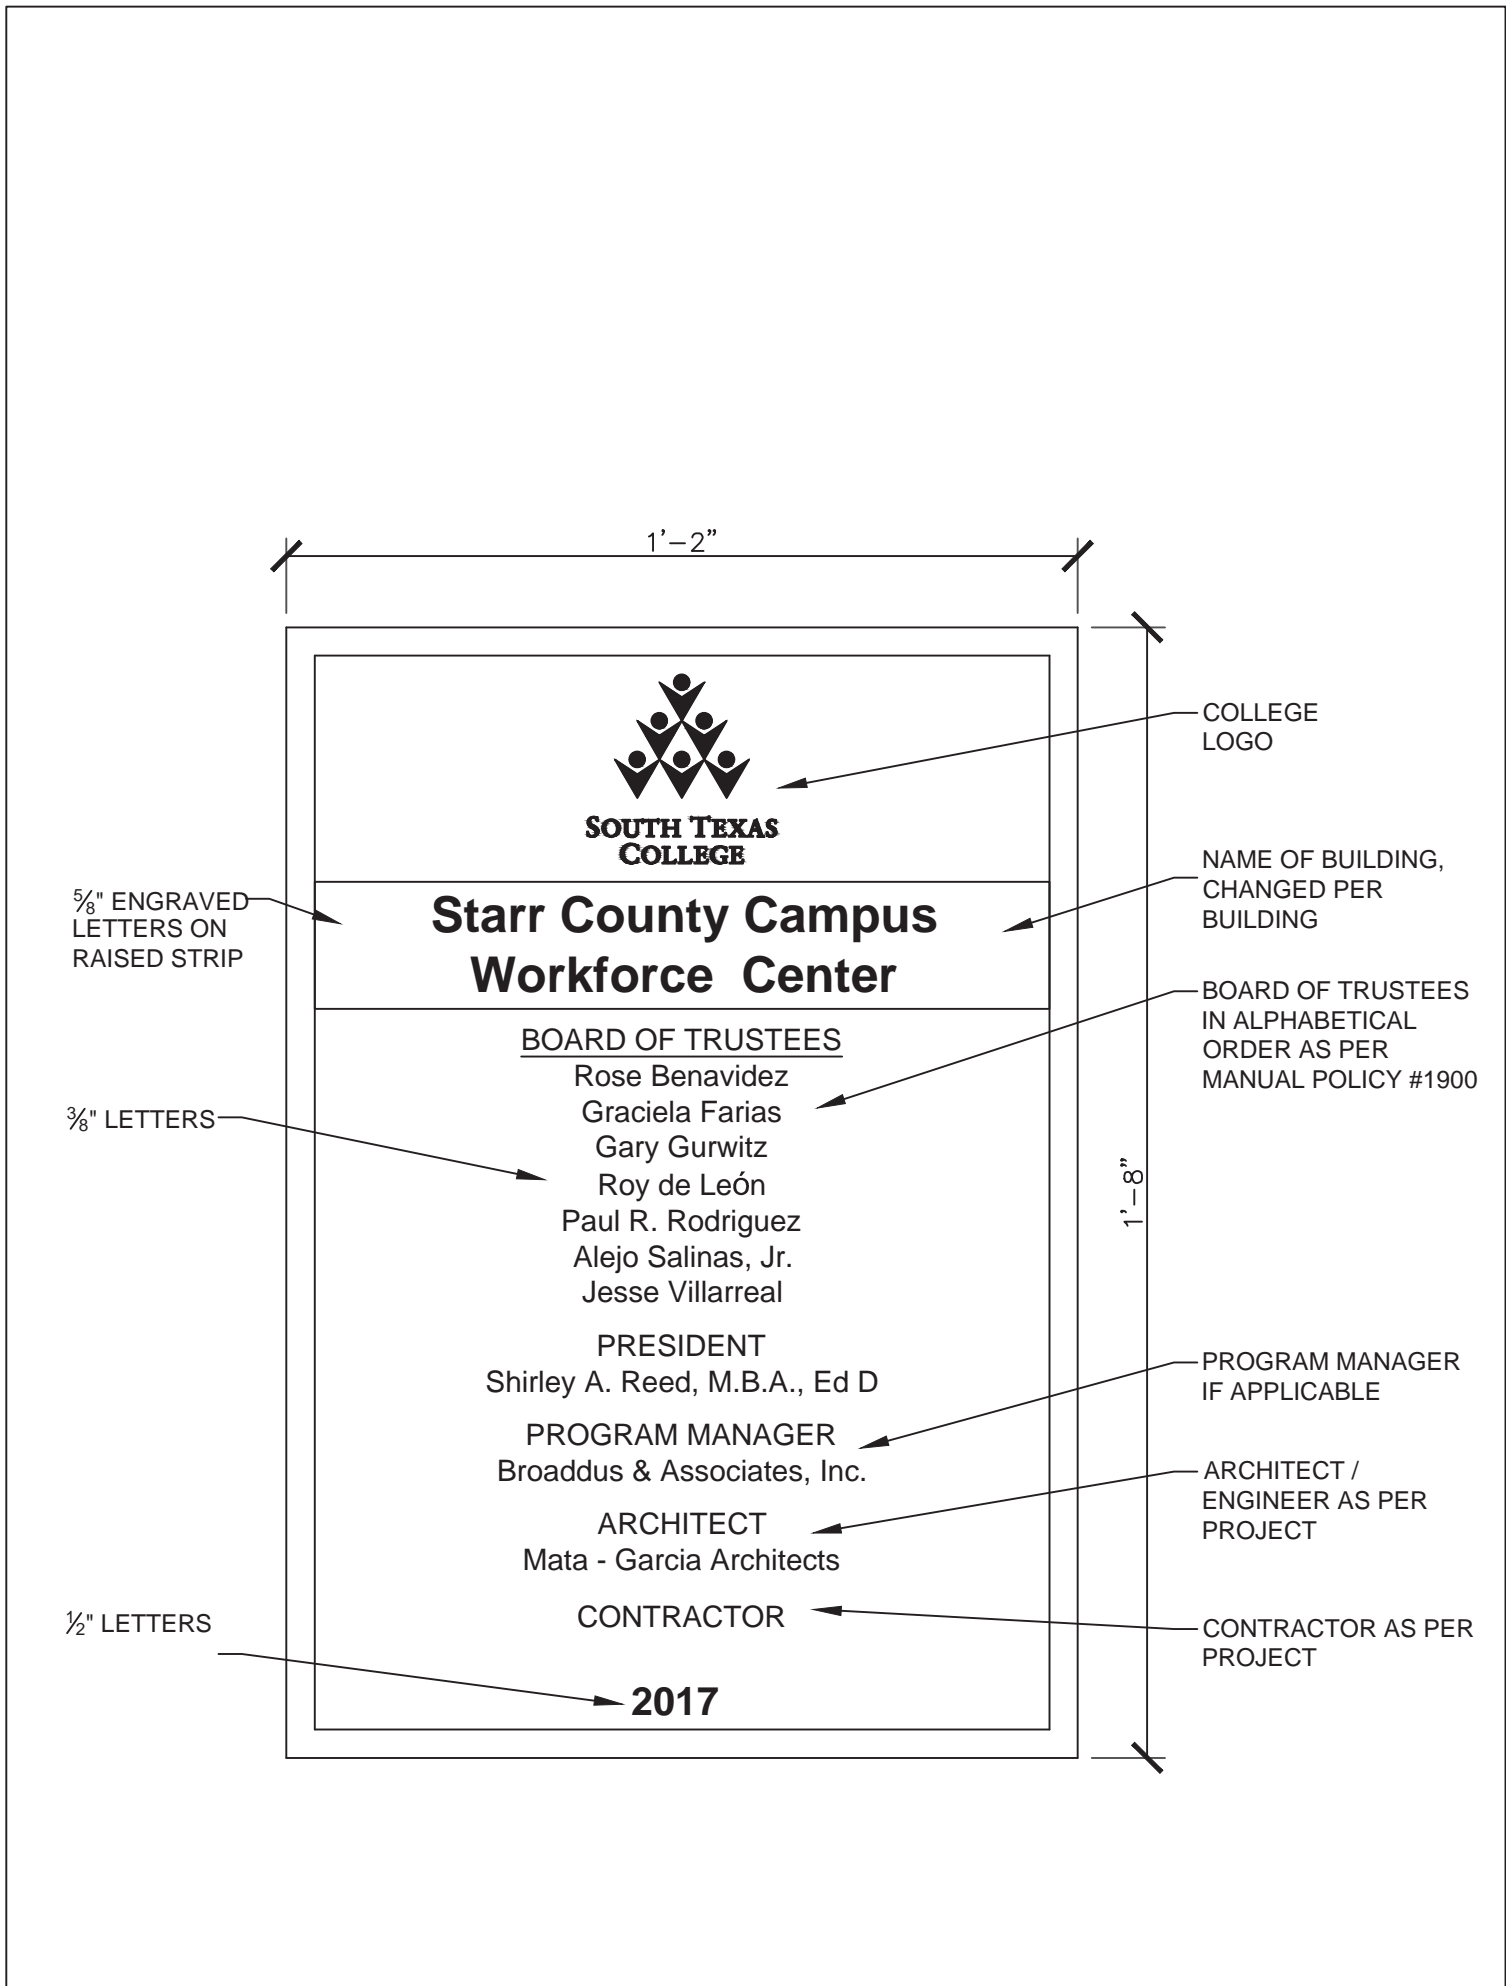 1'-2"
SOUTH TEXAS
COLLEGE
Starr County Campus
Workforce Center
BOARD OF TRUSTEES
Rose Benavidez
Graciela Farias
Gary Gurwitz
Roy de León
Paul R. Rodriguez
Alejo Salinas, Jr.
Jesse Villarreal
PRESIDENT
Shirley A. Reed, M.B.A., Ed D
PROGRAM MANAGER
Broaddus & Associates, Inc.
ARCHITECT
Mata - Garcia Architects
CONTRACTOR
2017
⅝" ENGRAVED
LETTERS ON
RAISED STRIP
⅜" LETTERS
½" LETTERS
COLLEGE
LOGO
NAME OF BUILDING,
CHANGED PER
BUILDING
BOARD OF TRUSTEES
IN ALPHABETICAL
ORDER AS PER
MANUAL POLICY #1900
1'-8"
PROGRAM MANAGER
IF APPLICABLE
ARCHITECT /
ENGINEER AS PER
PROJECT
CONTRACTOR AS PER
PROJECT